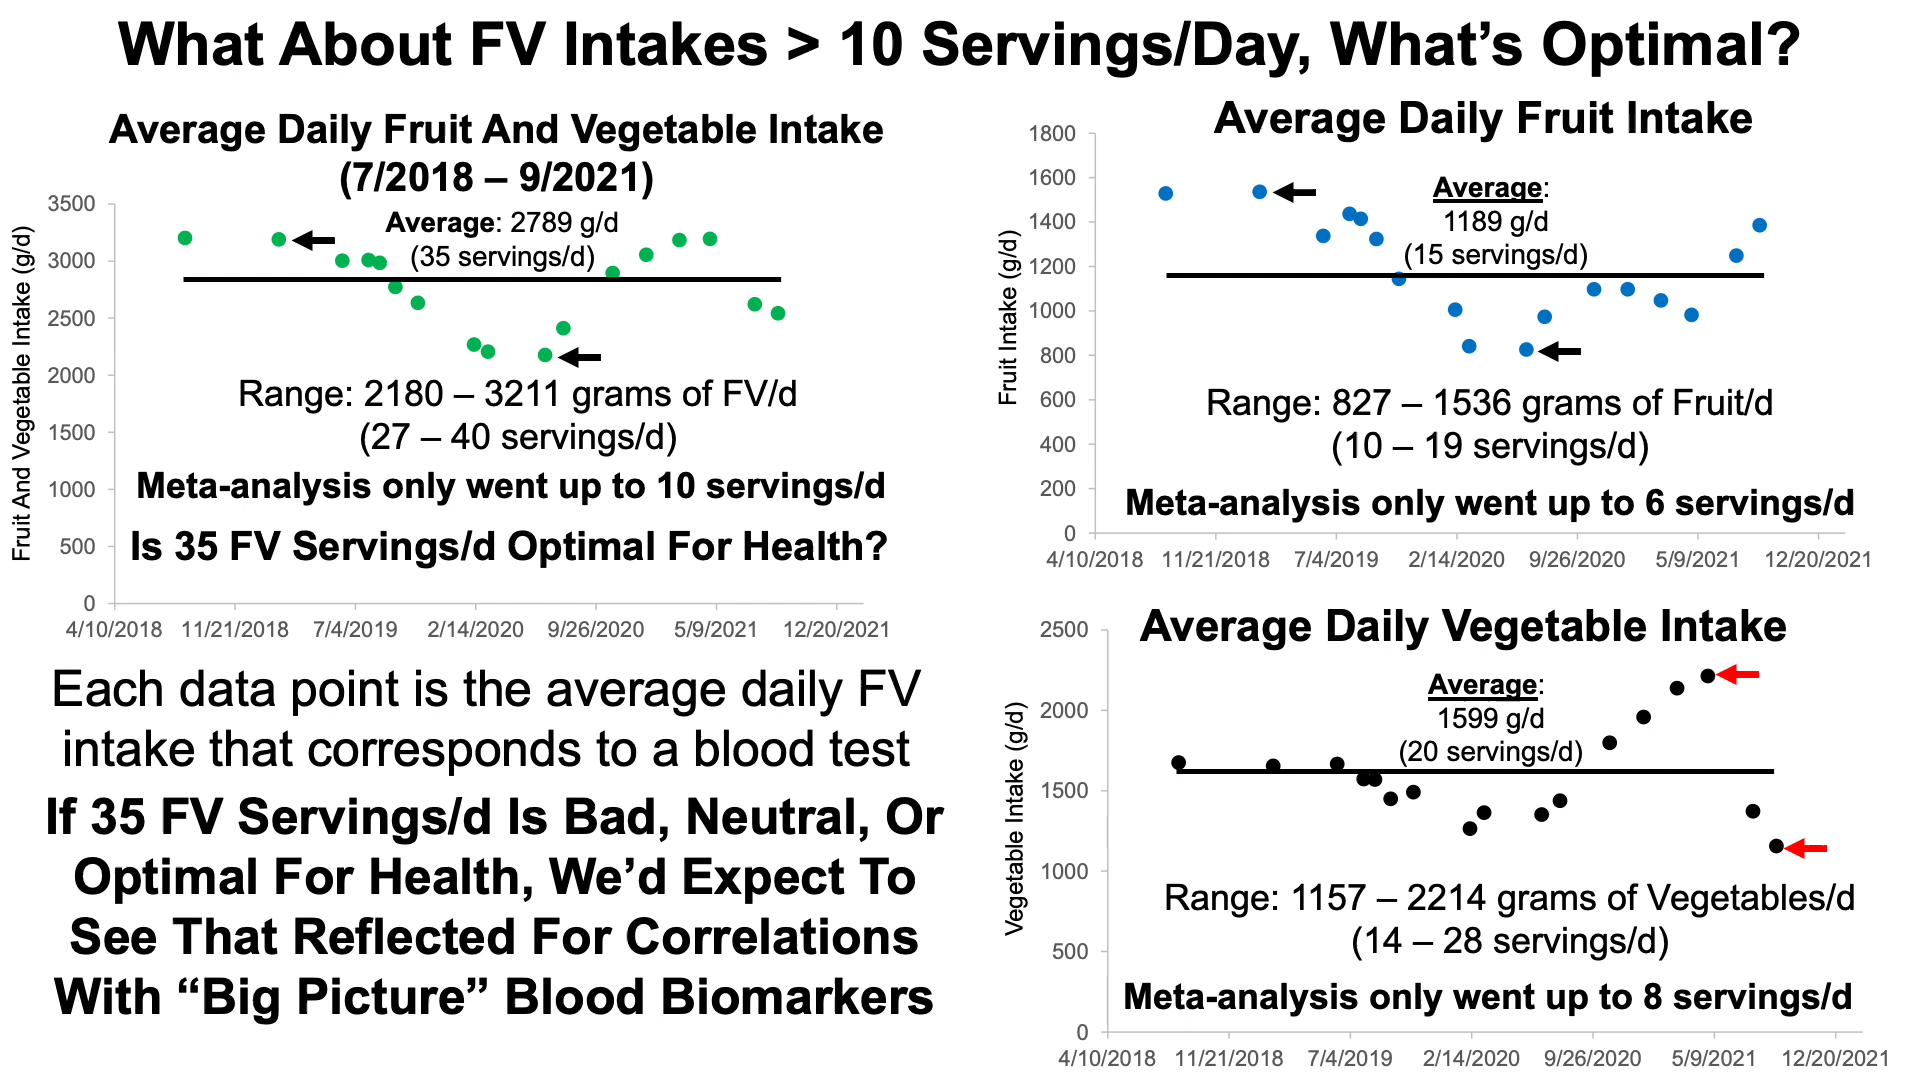 What About FV Intakes > 10 Servings/Day, What’s Optimal?
Average Daily Fruit And Vegetable Intake
(7/2018 – 9/2021)
Fruit And Vegetable Intake (g/d)
3500
3000
2500
2000
1500
1000
500
0
Average: 2789 g/d
(35 servings/d)
Range: 2180 – 3211 grams of FV/d
(27 – 40 servings/d)
Meta-analysis only went up to 10 servings/d
Is 35 FV Servings/d Optimal For Health?
4/10/2018 11/21/2018 7/4/2019 2/14/2020 9/26/2020 5/9/2021 12/20/2021
Each data point is the average daily FV
intake that corresponds to a blood test
If 35 FV Servings/d Is Bad, Neutral, Or
Optimal For Health, We’d Expect To
See That Reflected For Correlations
With “Big Picture” Blood Biomarkers
Average Daily Fruit Intake
Fruit Intake (g/d)
1800
1600
1400
1200
1000
800
600
400
200
0
Average:
1189 g/d
(15 servings/d)
Range: 827 – 1536 grams of Fruit/d
(10 – 19 servings/d)
Meta-analysis only went up to 6 servings/d
4/10/2018 11/21/2018 7/4/2019 2/14/2020 9/26/2020 5/9/2021 12/20/2021
Average Daily Vegetable Intake
Vegetable Intake (g/d)
2500
2000
1500
1000
500
0
Average:
1599 g/d
(20 servings/d)
Range: 1157 – 2214 grams of Vegetables/d
(14 – 28 servings/d)
Meta-analysis only went up to 8 servings/d
4/10/2018 11/21/2018 7/4/2019 2/14/2020 9/26/2020 5/9/2021 12/20/2021